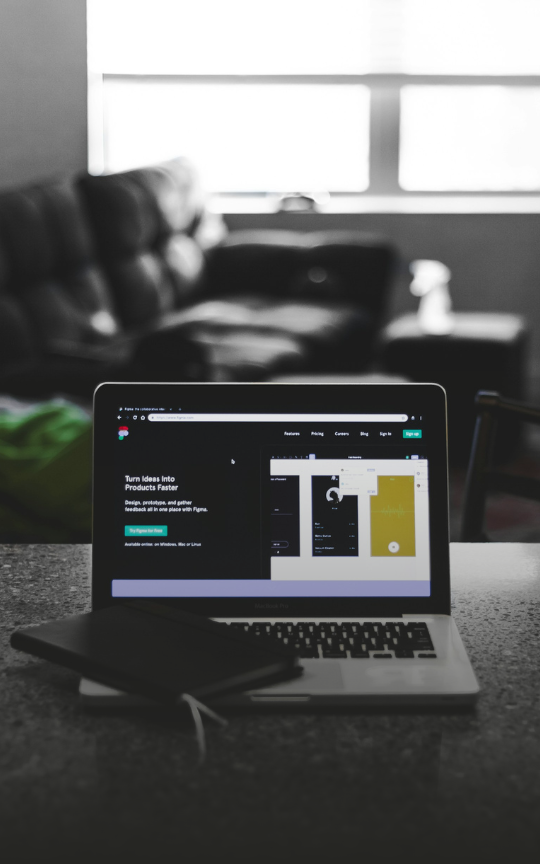 Features Pricing Careers Blog Sign in Sign up
Turn Ideas Into
Products Faster
Design, prototype, and gather
feedback all in one place with Figma.
Try Figma For Free
Available online, on Windows, Mac or Linux
MacBook Pro